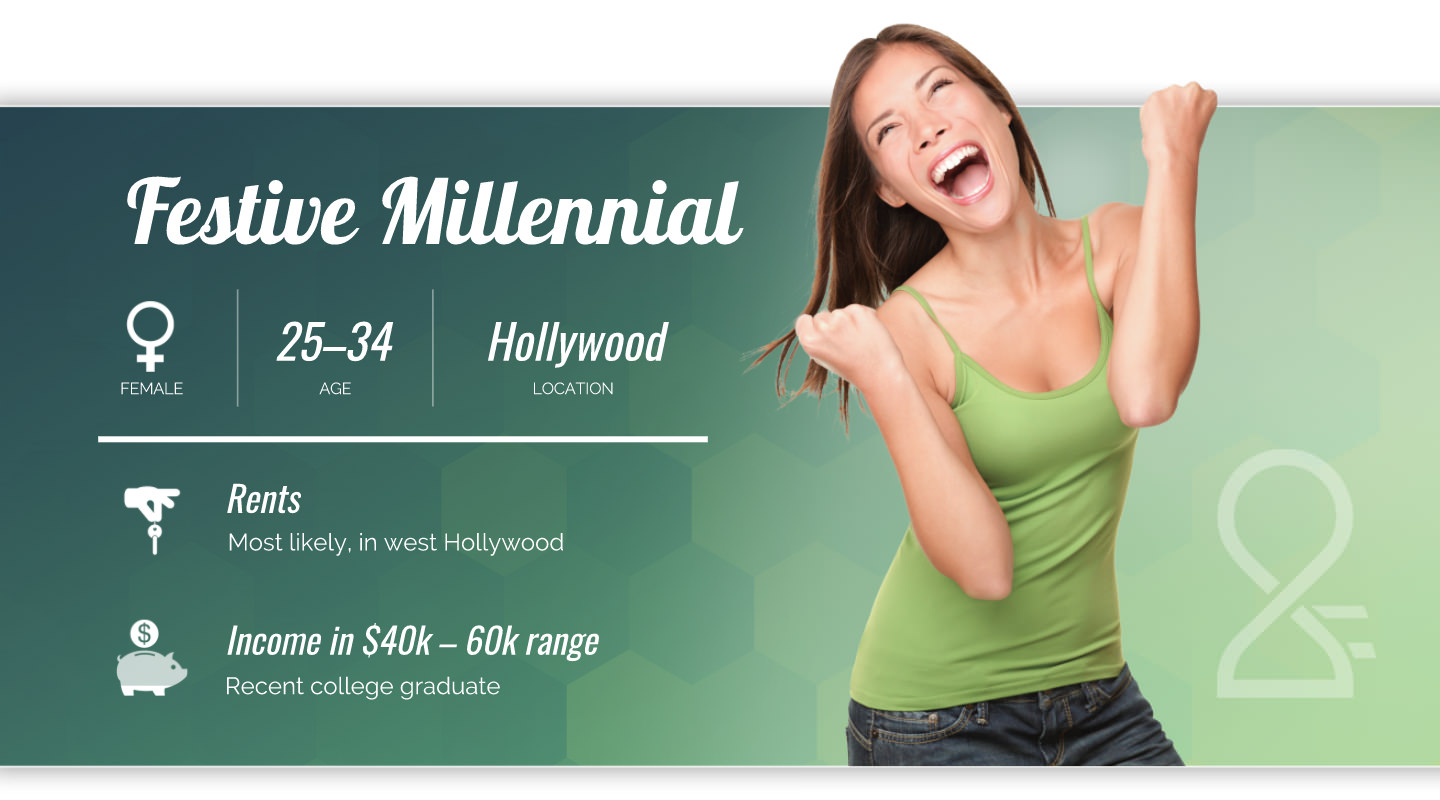 Festive Millennial
FEMALE
25–34
AGE
Hollywood
LOCATION
Rents
Most likely, in west Hollywood
$
Income in $40k – 60k range
Recent college graduate